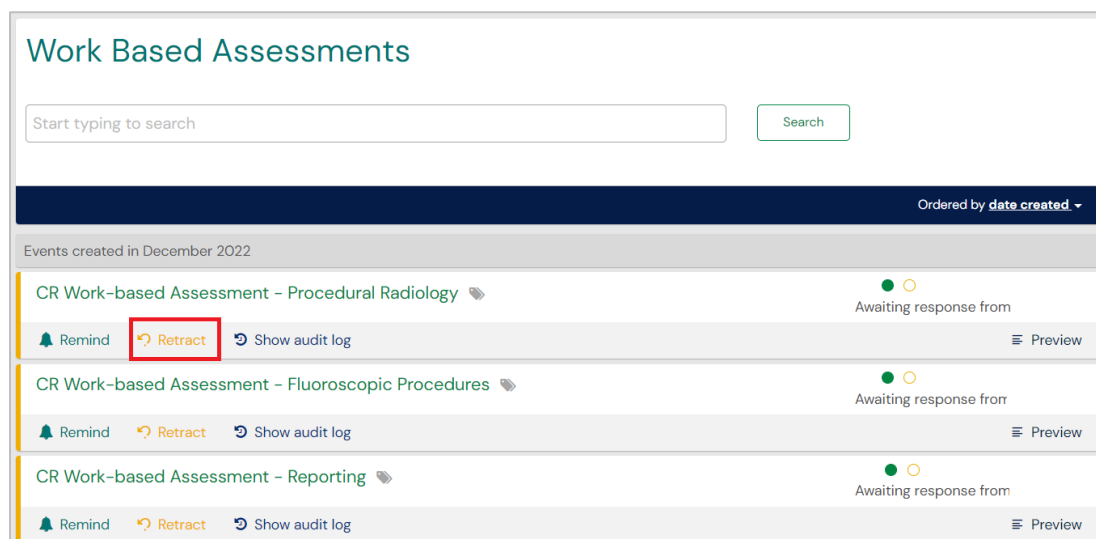 Work Based Assessments
Start typing to search
Search
Ordered by date created
Events created in December 2022
CR Work-based Assessment - Procedural Radiology
Awaiting response from
Remind Retract Show audit log Preview
CR Work-based Assessment - Fluoroscopic Procedures
Awaiting response from
Remind Retract Show audit log Preview
CR Work-based Assessment - Reporting
Awaiting response from
Remind Retract Show audit log Preview